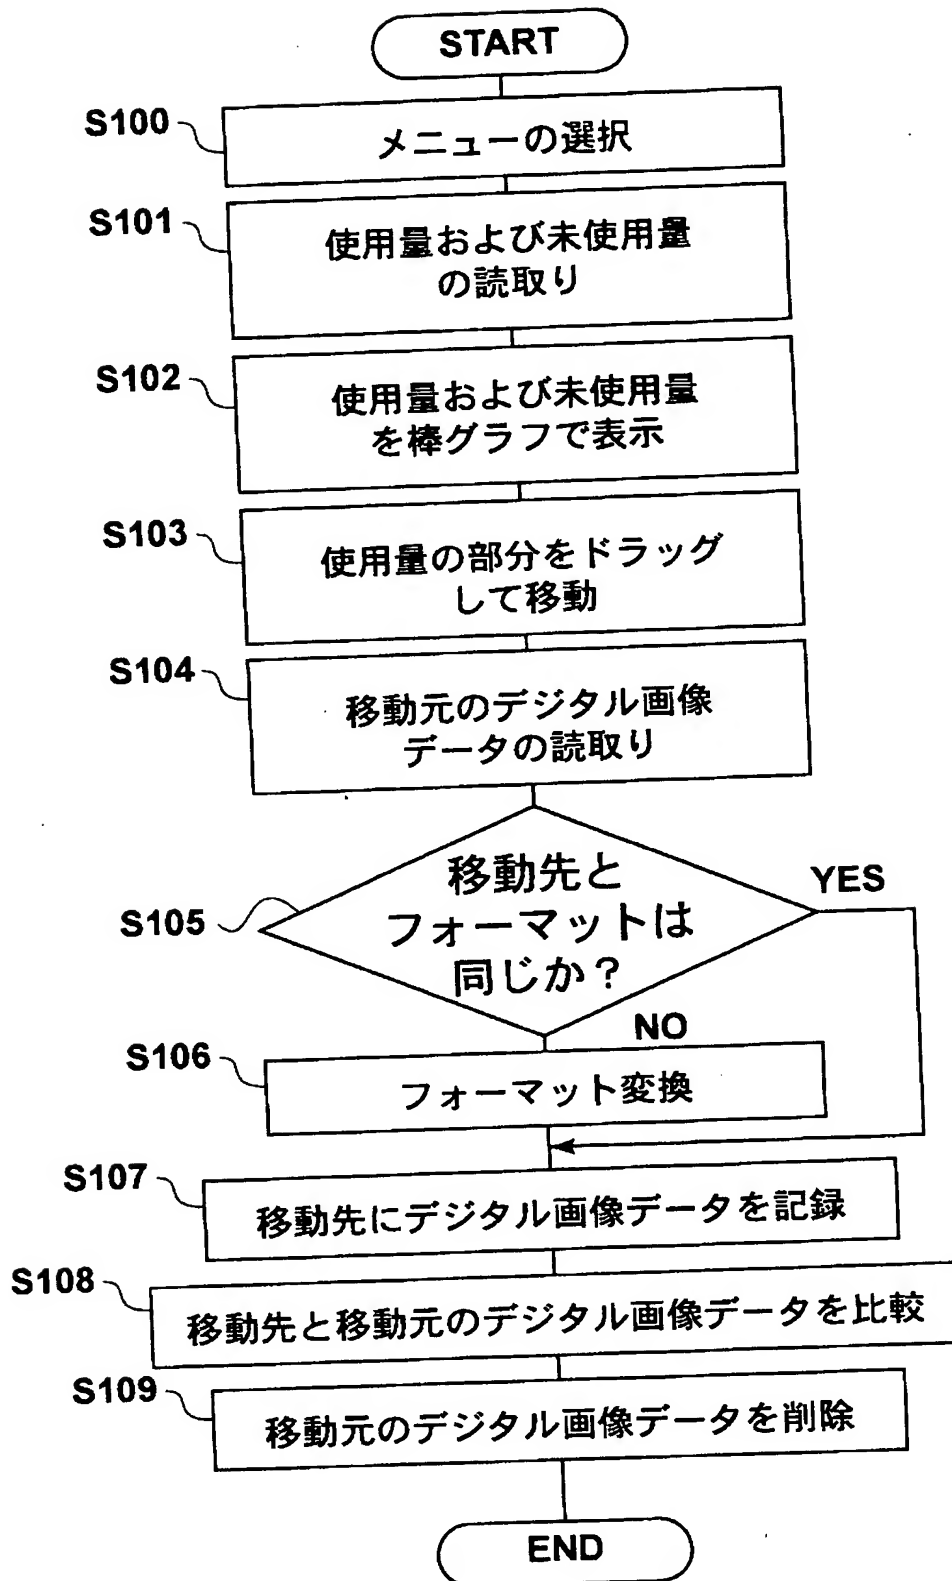 START
S100
メニューの選択
S101
使用量および未使用量
の読取り
S102
使用量および未使用量
を棒グラフで表示
S103
使用量の部分をドラッグ
して移動
S104
移動元のデジタル画像
データの読取り
S105
移動先と
フォーマットは
同じか？
YES
NO
S106
フォーマット変換
S107
移動先にデジタル画像データを記録
S108
移動先と移動元のデジタル画像データを比較
S109
移動元のデジタル画像データを削除
END